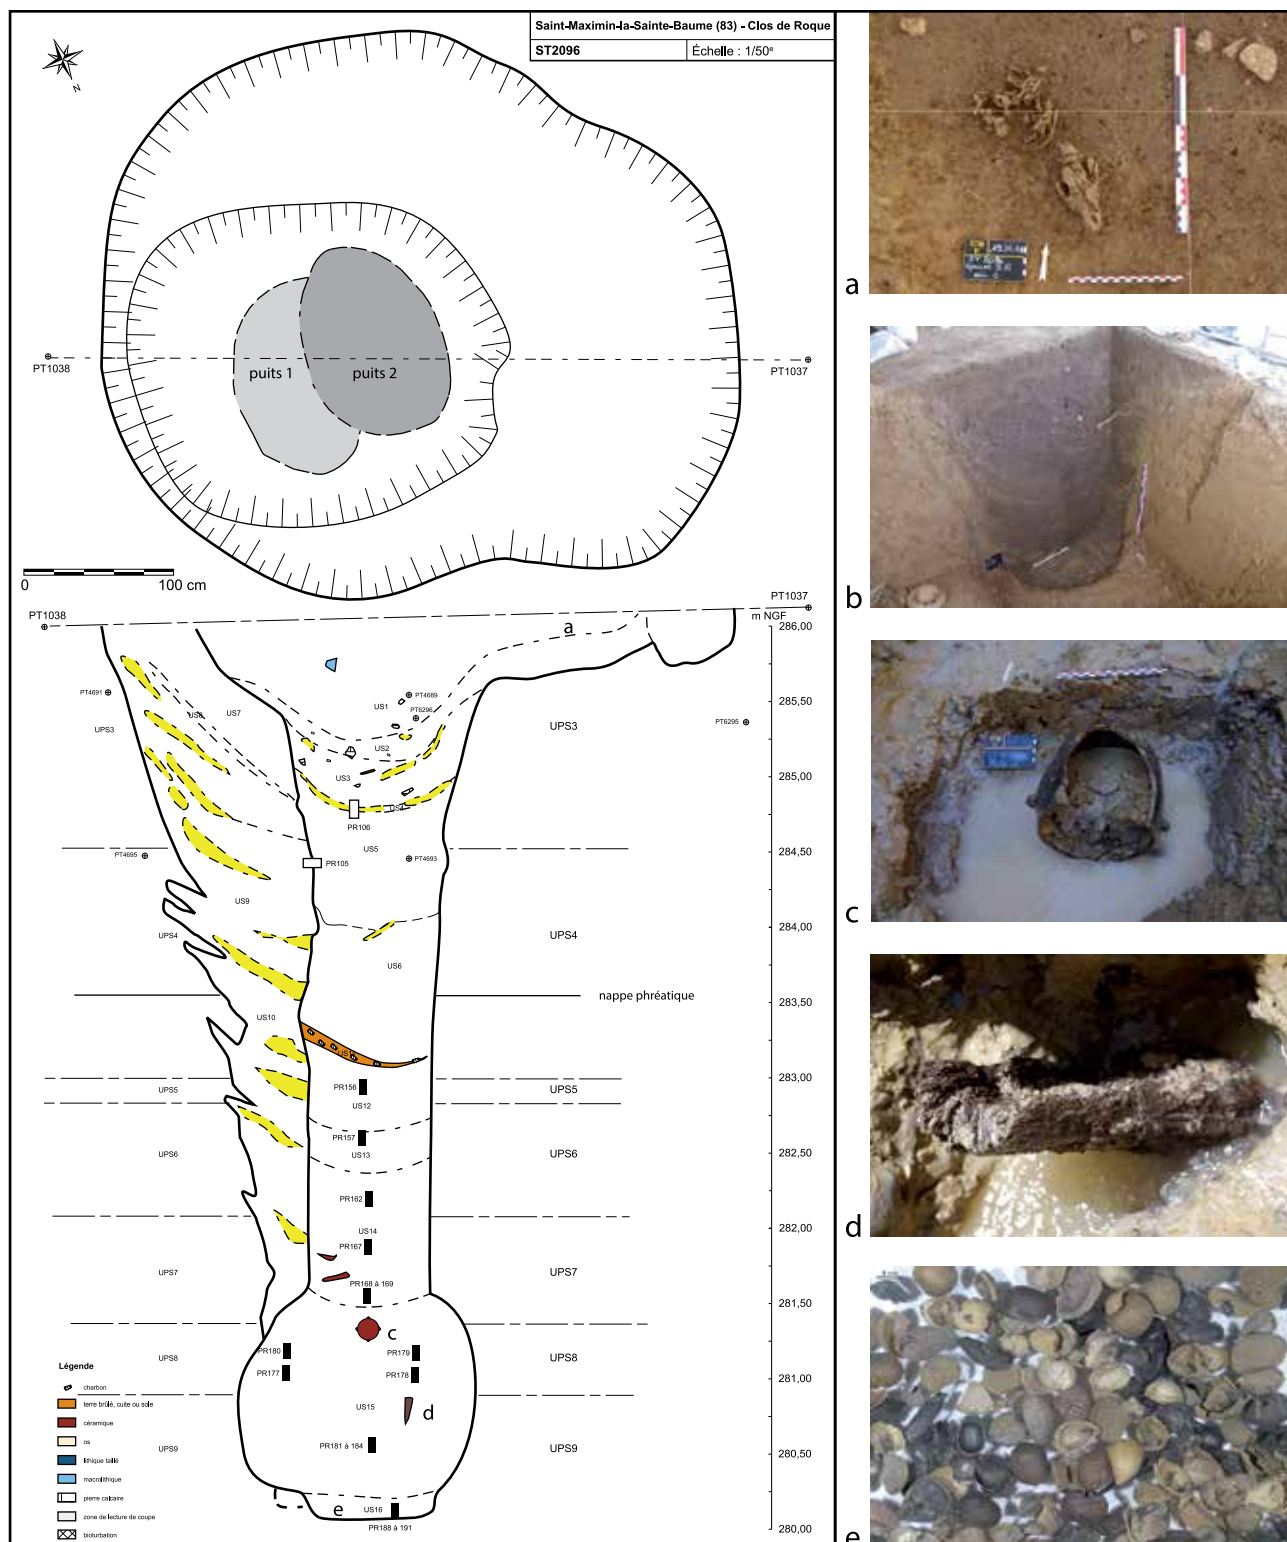 Saint-Maximin-la-Sainte-Baume (83) - Clos de Roque
ST2096 Échelle : 1/50e
N
PT1038
puits 1
puits 2
PT1037
0 100 cm
PT1038
PT1037
m NGF
a
286,00
285,50
285,00
284,50
284,00
283,50
283,00
282,50
282,00
281,50
281,00
280,50
280,00
PT4691
UPS3
US8
US7
US1
PT4689
PT6296
US2
US3
US4
UPS3
PT6295
PR106
US5
PT4695
PR105
PT4693
US9
UPS4
US6
UPS4
nappe phréatique
US10
PR156
UPS5
US12
UPS5
PR157
US13
UPS6
UPS6
PR162
US14
PR167
UPS7
UPS7
PR168 à 169
c
PR180
PR179
UPS8
UPS8
PR177
PR178
US15
d
UPS9
PR181 à 184
UPS9
e
US16
PR188 à 191
Légende
charbon
terre brûlé, cuite ou sole
céramique
os
lithique taillé
macrolithique
pierre calcaire
zone de lecture de coupe
bioturbation
a
b
c
d
e